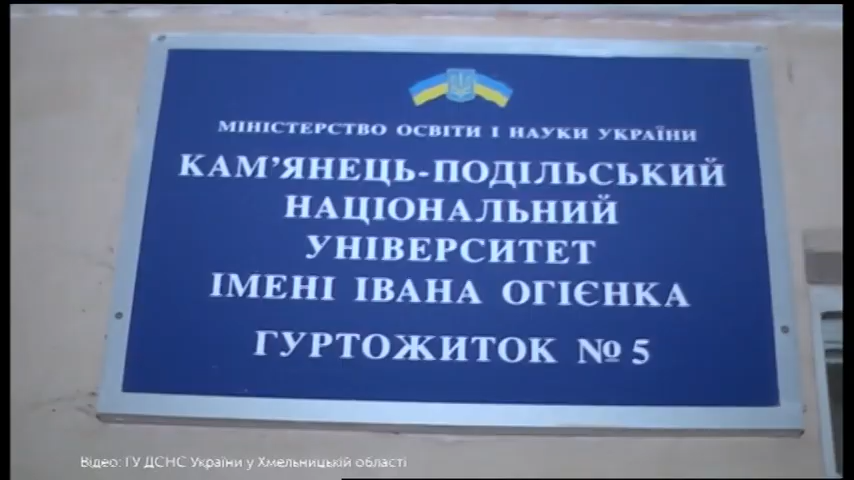 МІНІСТЕРСТВО ОСВІТИ І НАУКИ УКРАЇНИ
КАМ’ЯНЕЦЬ-ПОДІЛЬСЬКИЙ
НАЦІОНАЛЬНИЙ
УНІВЕРСИТЕТ
ІМЕНІ ІВАНА ОГІЄНКА
ГУРТОЖИТОК № 5
Відео: ГУ ДСНС України у Хмельницькій області